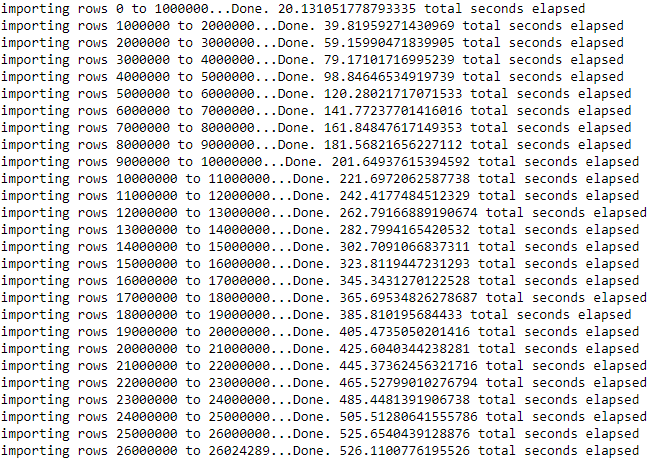 importing rows 0 to 1000000...Done. 20.131051778793335 total seconds elapsed
importing rows 1000000 to 2000000...Done. 39.81959271430969 total seconds elapsed
importing rows 2000000 to 3000000...Done. 59.15990471839905 total seconds elapsed
importing rows 3000000 to 4000000...Done. 79.17101716995239 total seconds elapsed
importing rows 4000000 to 5000000...Done. 98.84646534919739 total seconds elapsed
importing rows 5000000 to 6000000...Done. 120.28021717071533 total seconds elapsed
importing rows 6000000 to 7000000...Done. 141.77237701416016 total seconds elapsed
importing rows 7000000 to 8000000...Done. 161.84847617149353 total seconds elapsed
importing rows 8000000 to 9000000...Done. 181.56821656227112 total seconds elapsed
importing rows 9000000 to 10000000...Done. 201.64937615394592 total seconds elapsed
importing rows 10000000 to 11000000...Done. 221.6972062587738 total seconds elapsed
importing rows 11000000 to 12000000...Done. 242.4177484512329 total seconds elapsed
importing rows 12000000 to 13000000...Done. 262.79166889190674 total seconds elapsed
importing rows 13000000 to 14000000...Done. 282.7994165420532 total seconds elapsed
importing rows 14000000 to 15000000...Done. 302.7091066837311 total seconds elapsed
importing rows 15000000 to 16000000...Done. 323.8119447231293 total seconds elapsed
importing rows 16000000 to 17000000...Done. 345.3431270122528 total seconds elapsed
importing rows 17000000 to 18000000...Done. 365.69534826278687 total seconds elapsed
importing rows 18000000 to 19000000...Done. 385.810195684433 total seconds elapsed
importing rows 19000000 to 20000000...Done. 405.4735050201416 total seconds elapsed
importing rows 20000000 to 21000000...Done. 425.6040344238281 total seconds elapsed
importing rows 21000000 to 22000000...Done. 445.37362456321716 total seconds elapsed
importing rows 22000000 to 23000000...Done. 465.52799010276794 total seconds elapsed
importing rows 23000000 to 24000000...Done. 485.4481391906738 total seconds elapsed
importing rows 24000000 to 25000000...Done. 505.51280641555786 total seconds elapsed
importing rows 25000000 to 26000000...Done. 525.6540439128876 total seconds elapsed
importing rows 26000000 to 26024289...Done. 526.1100776195526 total seconds elapsed